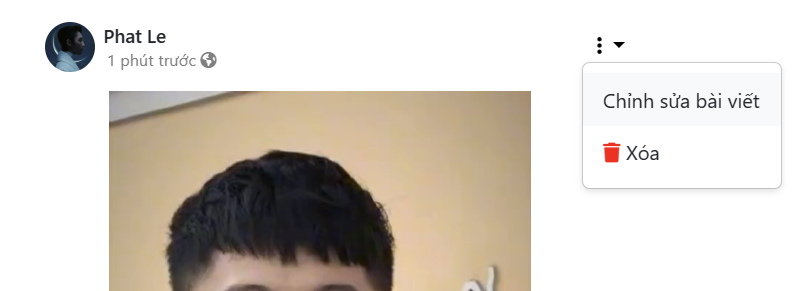 Phat Le
1 phút trước
Chỉnh sửa bài viết
Xóa